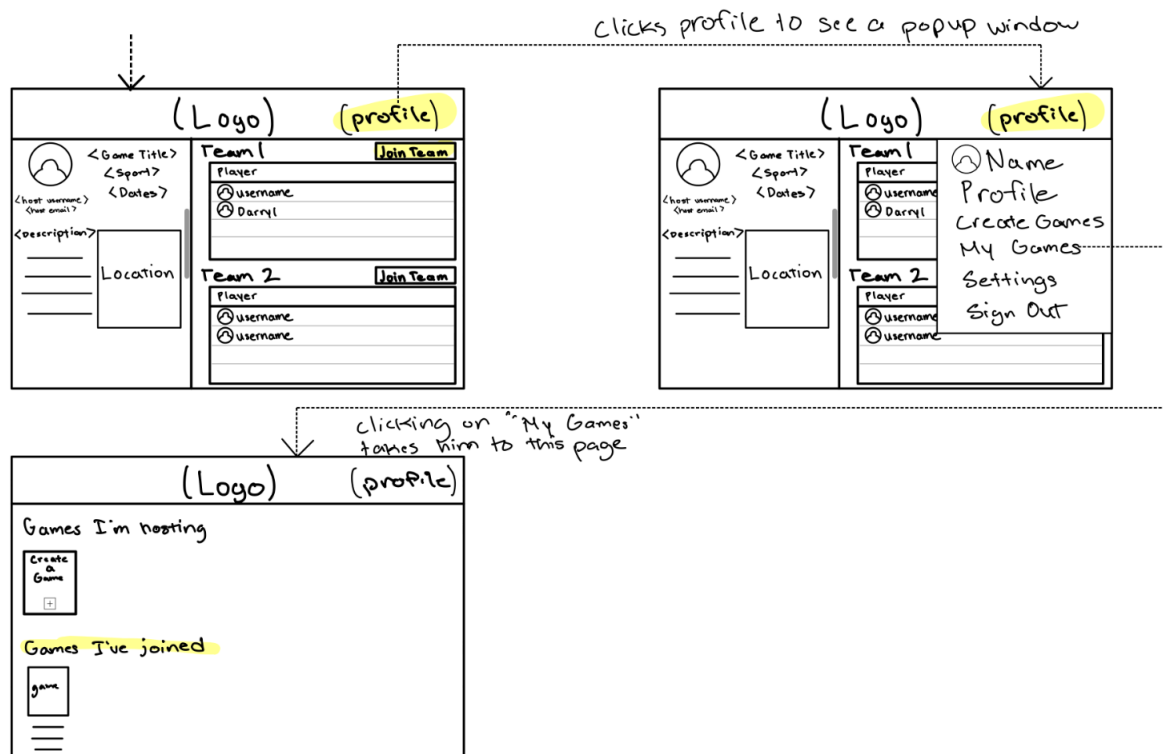 clicks profile to see a popup window
(Logo) (profile)
<Game Title>
<Sport>
<Dates>
<host username>
<host email>
<Description>
Location
Team 1 Join Team
Player
username
Darryl
Team 2 Join Team
Player
username
username
(Logo) (profile)
<Game Title>
<Sport>
<Dates>
<host username>
<host email>
<Description>
Location
Team 1
Player
username
Darryl
Team 2
Player
username
username
Name
Profile
Create Games
My Games
Settings
Sign Out
clicking on "My Games"
takes him to this page
(Logo) (profile)
Games I'm hosting
Create
a
Game
+
Games I've joined
game